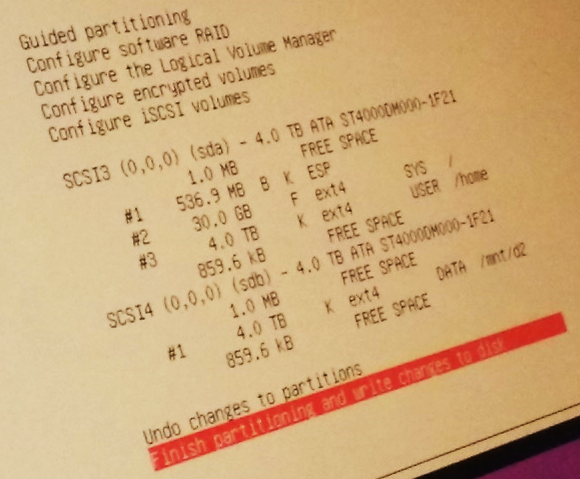 Guided partitioning
Configure software RAID
Configure the Logical Volume Manager
Configure encrypted volumes
Configure iSCSI volumes
SCSI3 (0,0,0) (sda) - 4.0 TB ATA ST4000DM000-1F21
1.0 MB FREE SPACE
#1 536.9 MB B K ESP
#2 30.0 GB F ext4 SYS /
#3 4.0 TB K ext4 USER /home
859.6 kB FREE SPACE
SCSI4 (0,0,0) (sdb) - 4.0 TB ATA ST4000DM000-1F21
1.0 MB FREE SPACE
#1 4.0 TB K ext4 DATA /mnt/d2
859.6 kB FREE SPACE
Undo changes to partitions
Finish partitioning and write changes to disk